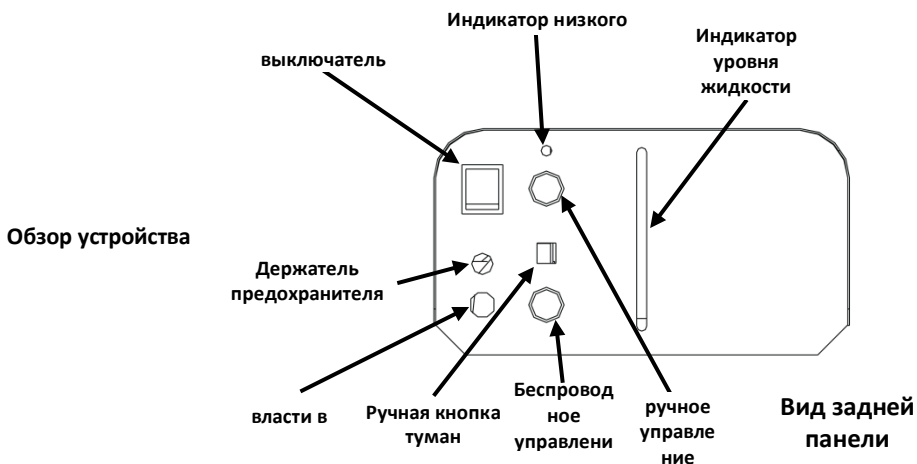 Индикатор низкого
Индикатор
уровня
жидкости
выключатель
Обзор устройства
Держатель
предохранителя
власти в
Ручная кнопка
туман
Беспровод
ное
управлени
ручное
управле
ние
Вид задней
панели